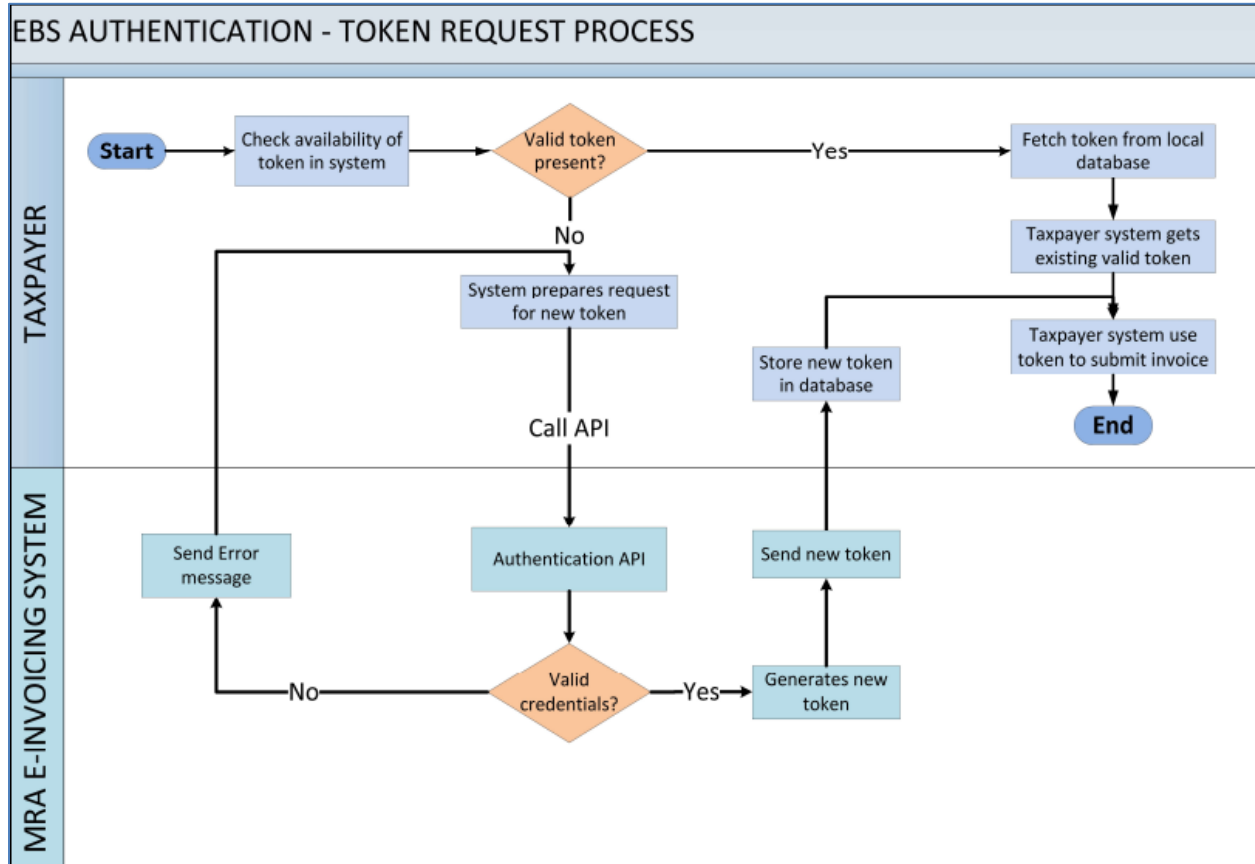 EBS AUTHENTICATION - TOKEN REQUEST PROCESS
TAXPAYER
Start
Check availability of
token in system
Valid token
present?
Yes
Fetch token from local
database
No
Taxpayer system gets
existing valid token
System prepares request
for new token
Taxpayer system use
token to submit invoice
Store new token
in database
Call API
End
MRA E-INVOICING SYSTEM
Send Error
message
Authentication API
Send new token
No
Valid
credentials?
Yes
Generates new
token